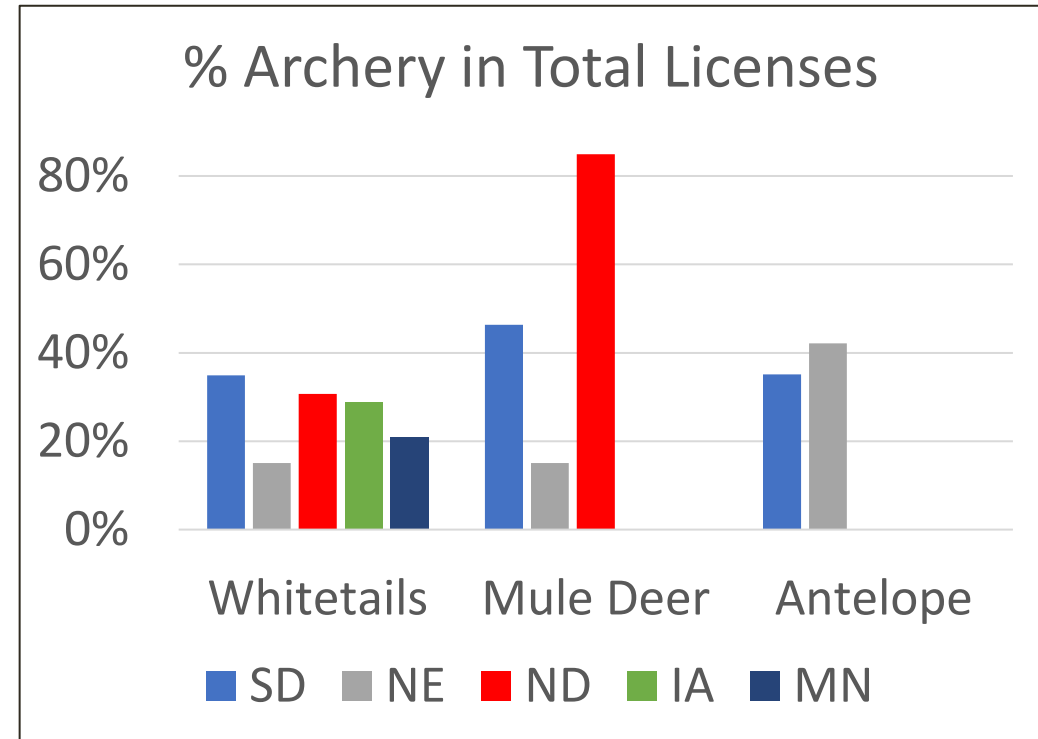 % Archery in Total Licenses
80%
60%
40%
20%
0%
Whitetails Mule Deer Antelope
SD NE ND IA MN